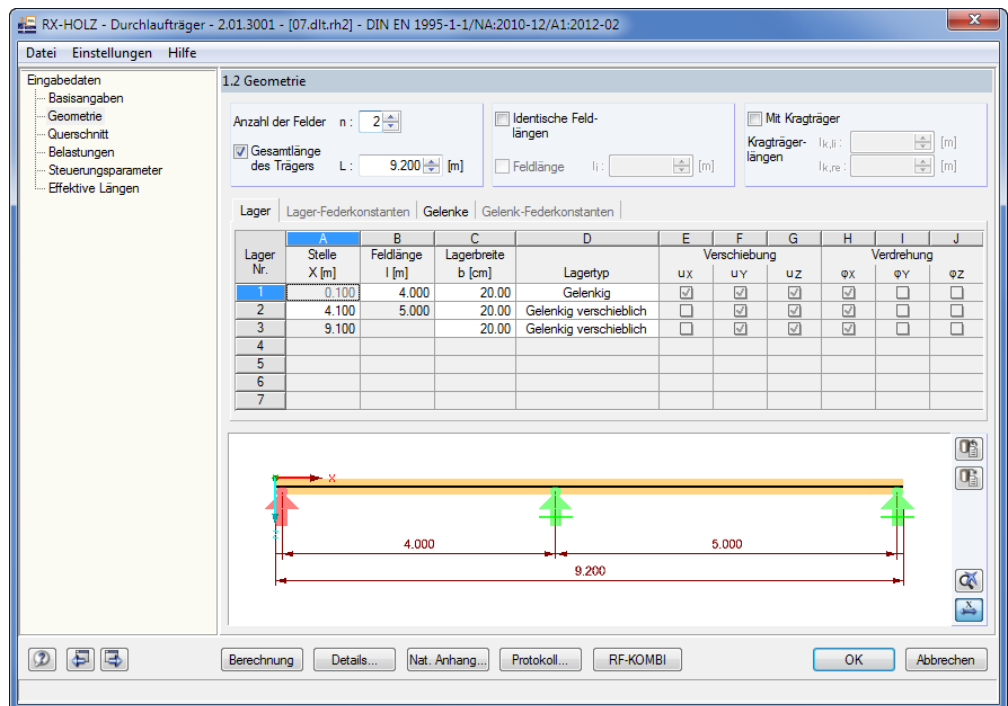 RX-HOLZ - Durchlaufträger - 2.01.3001 - [07.dlt.rh2] - DIN EN 1995-1-1/NA:2010-12/A1:2012-02
Datei Einstellungen Hilfe
Eingabedaten
Basisangaben
Geometrie
Querschnitt
Belastungen
Steuerungsparameter
Effektive Längen
1.2 Geometrie
Anzahl der Felder n : 2
Gesamtlänge
des Trägers L : 9.200 [m]
Identische Feld-
längen
Feldlänge li : [m]
Mit Kragträger
Kragträger- lk,li : [m]
längen lk,re : [m]
Lager Lager-Federkonstanten Gelenke Gelenk-Federkonstanten
A B C D E F G H I J
Lager Stelle Feldlänge Lagerbreite Verschiebung Verdrehung
Nr. X [m] l [m] b [cm] Lagertyp uX uY uZ φX φY φZ
1 0.100 4.000 20.00 Gelenkig
2 4.100 5.000 20.00 Gelenkig verschieblich
3 9.100 20.00 Gelenkig verschieblich
4
5
6
7
X
4.000 5.000
9.200
Berechnung Details... Nat. Anhang... Protokoll... RF-KOMBI OK Abbrechen